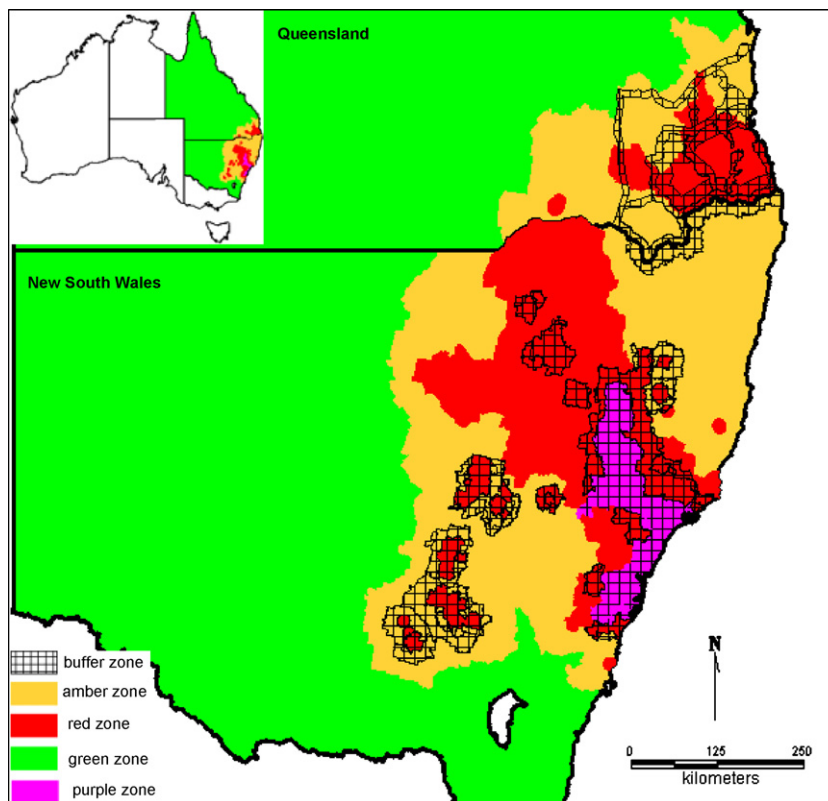 Queensland
New South Wales
buffer zone
amber zone
red zone
green zone
purple zone
N
0 125 250
kilometers